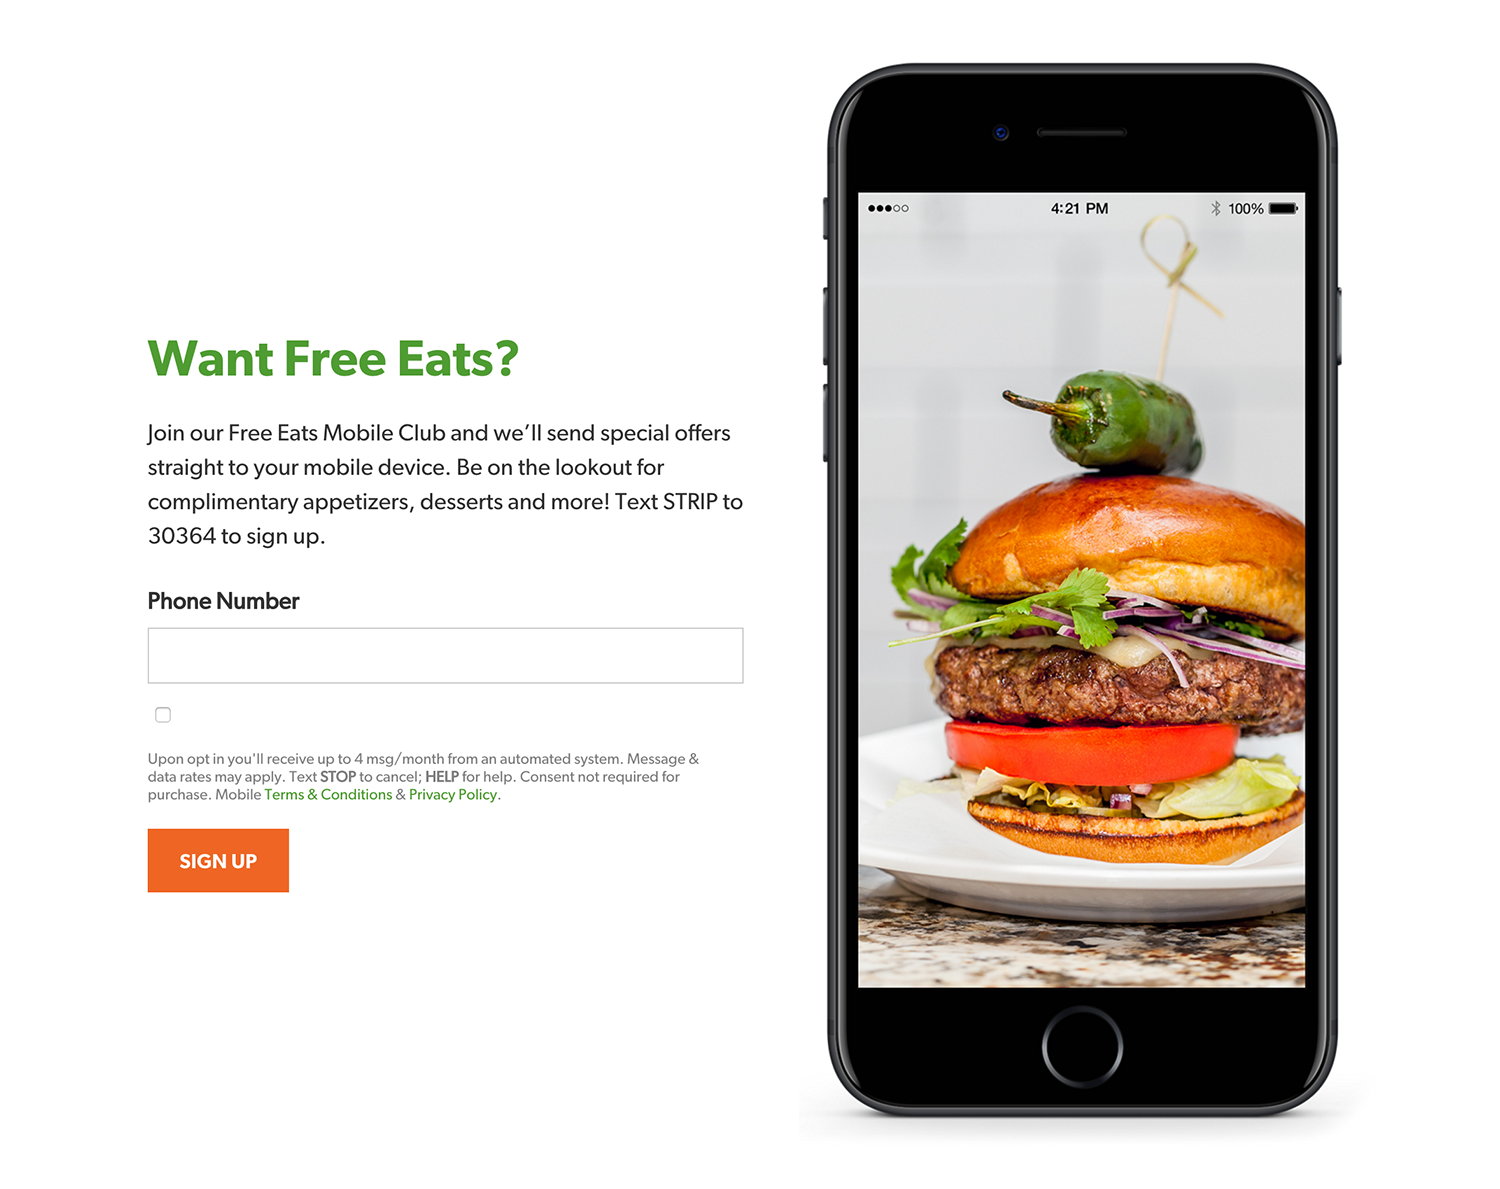 Want Free Eats?
Join our Free Eats Mobile Club and we’ll send special offers
straight to your mobile device. Be on the lookout for
complimentary appetizers, desserts and more! Text STRIP to
30364 to sign up.
Phone Number
Upon opt in you'll receive up to 4 msg/month from an automated system. Message &
data rates may apply. Text STOP to cancel; HELP for help. Consent not required for
purchase. Mobile Terms & Conditions & Privacy Policy.
SIGN UP
4:21 PM
100%